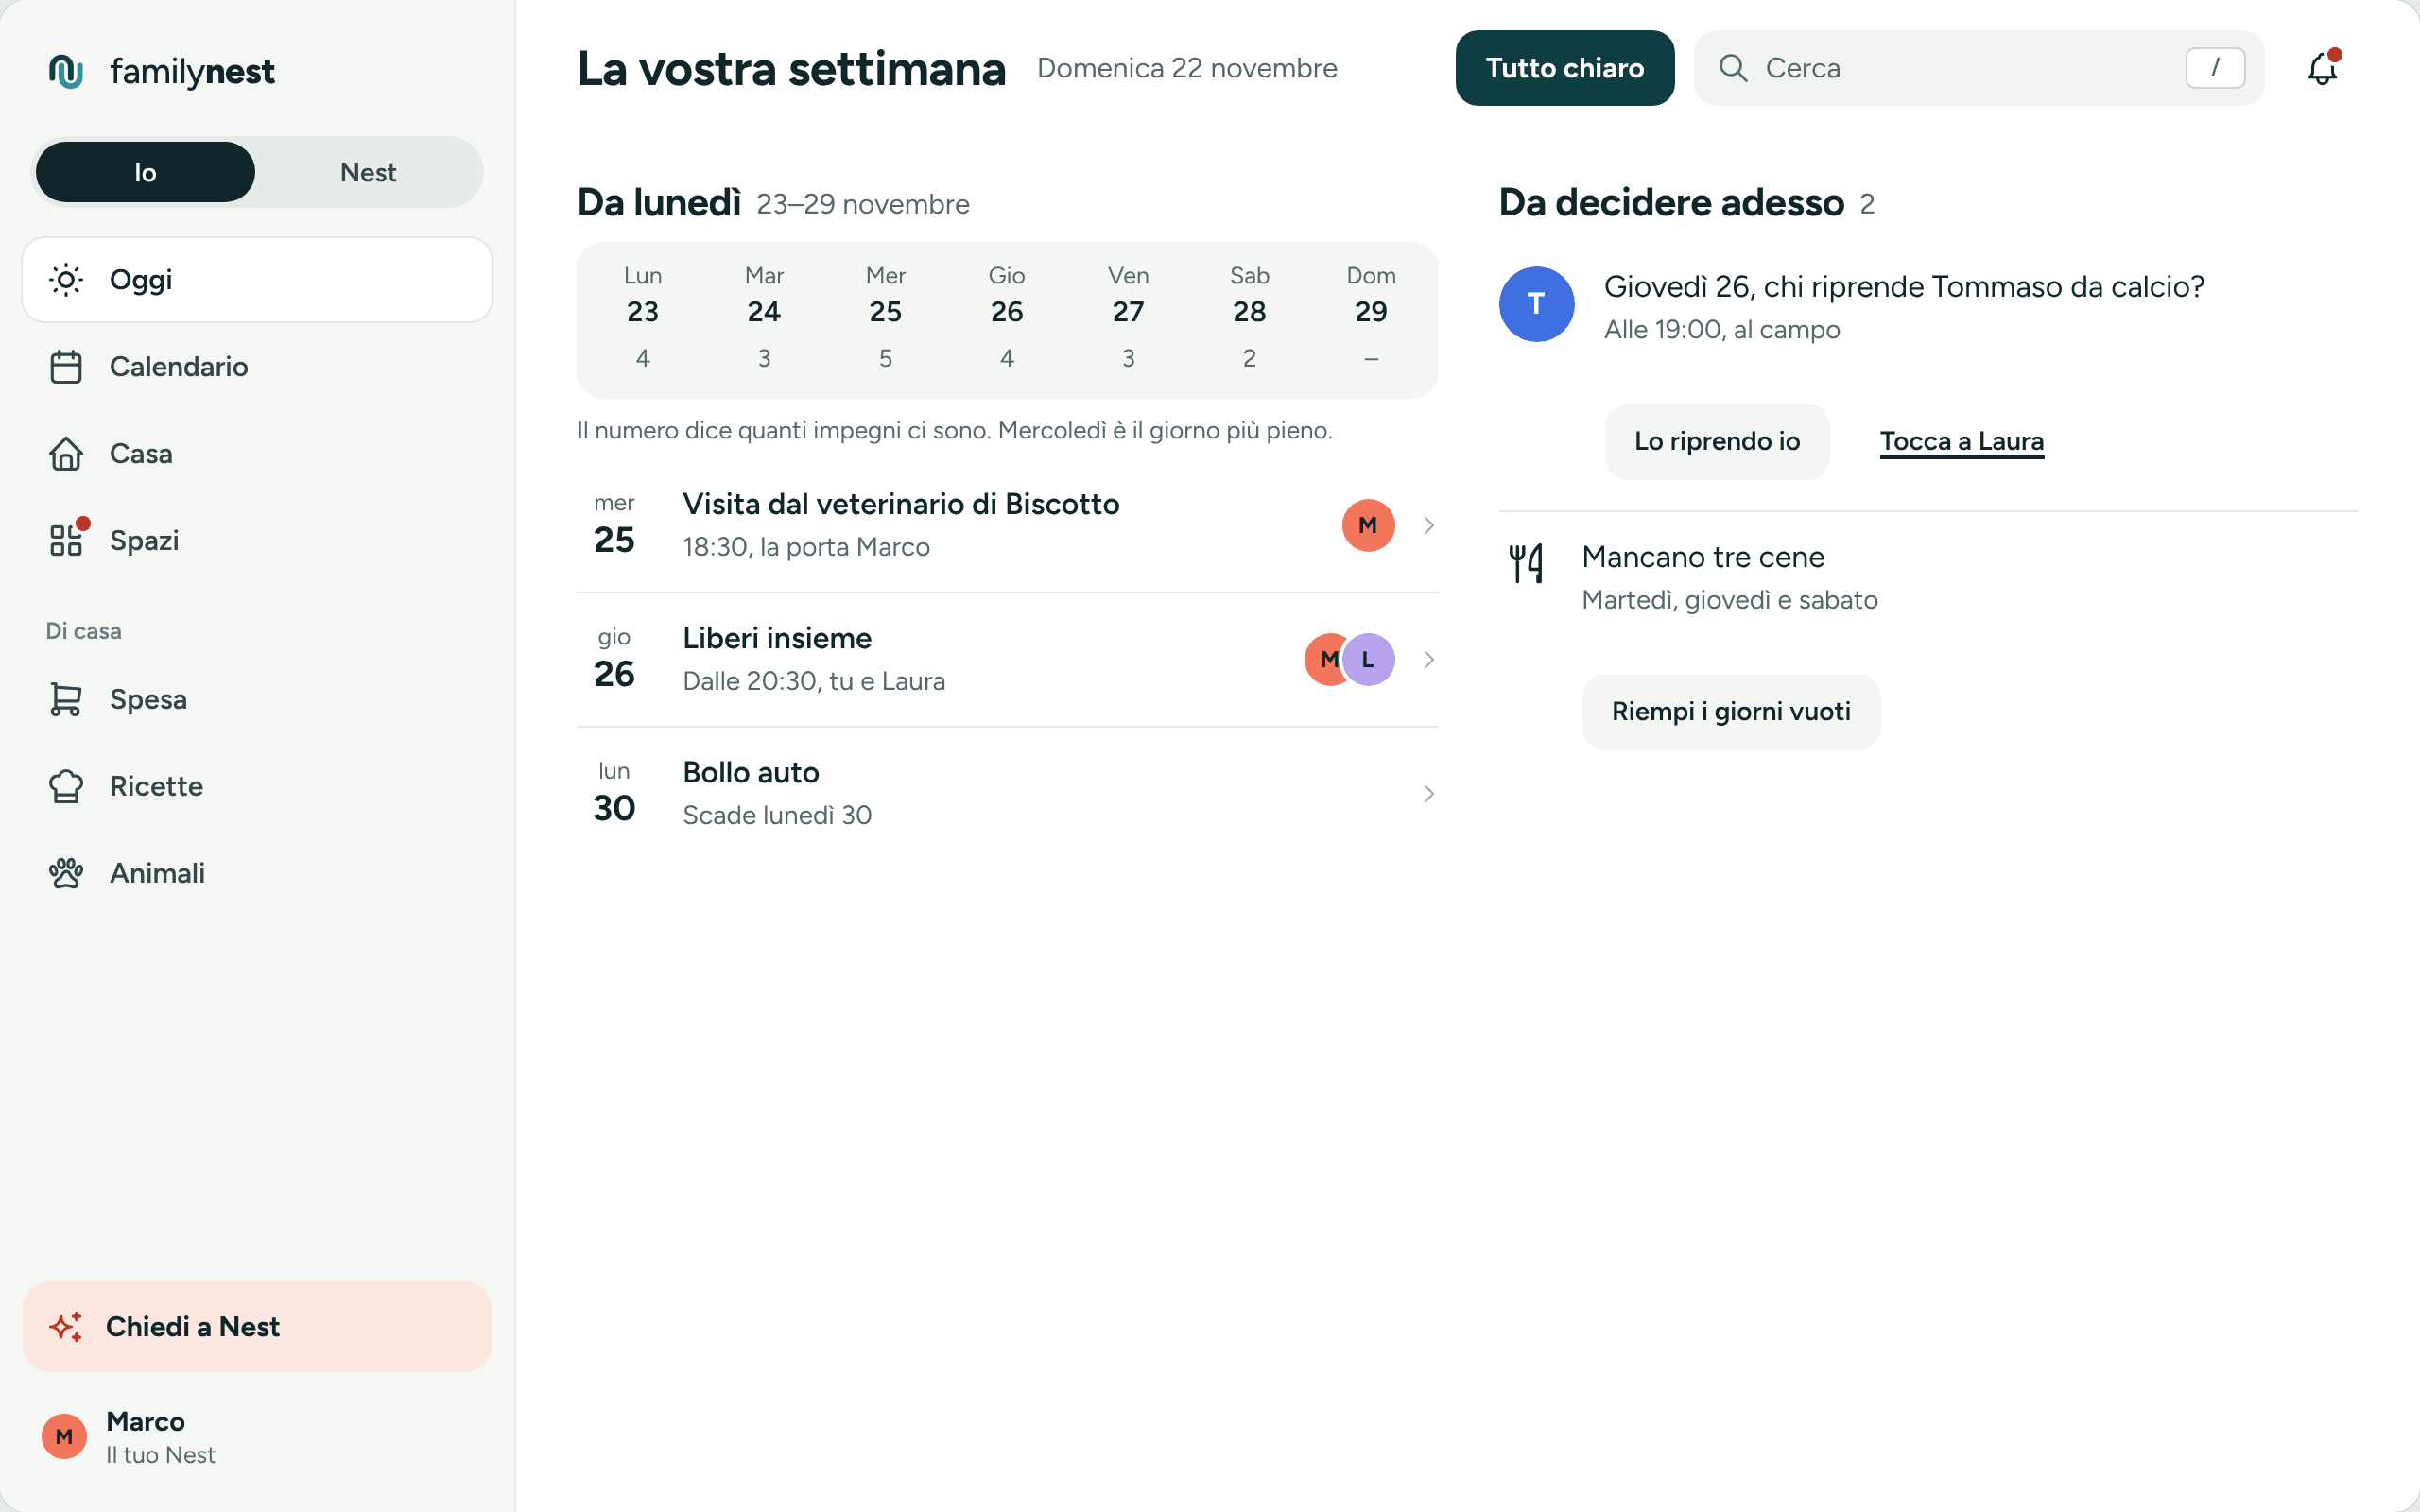 familynest
Io
Nest
Oggi
Calendario
Casa
Spazi
Di casa
Spesa
Ricette
Animali
Chiedi a Nest
M
Marco
Il tuo Nest
La vostra settimana
Domenica 22 novembre
Tutto chiaro
Cerca
/
Da lunedì 23–29 novembre
Lun Mar Mer Gio Ven Sab Dom
23 24 25 26 27 28 29
4 3 5 4 3 2 –
Il numero dice quanti impegni ci sono. Mercoledì è il giorno più pieno.
mer
25
Visita dal veterinario di Biscotto
18:30, la porta Marco
M
gio
26
Liberi insieme
Dalle 20:30, tu e Laura
M L
lun
30
Bollo auto
Scade lunedì 30
Da decidere adesso 2
T
Giovedì 26, chi riprende Tommaso da calcio?
Alle 19:00, al campo
Lo riprendo io
Tocca a Laura
Mancano tre cene
Martedì, giovedì e sabato
Riempi i giorni vuoti